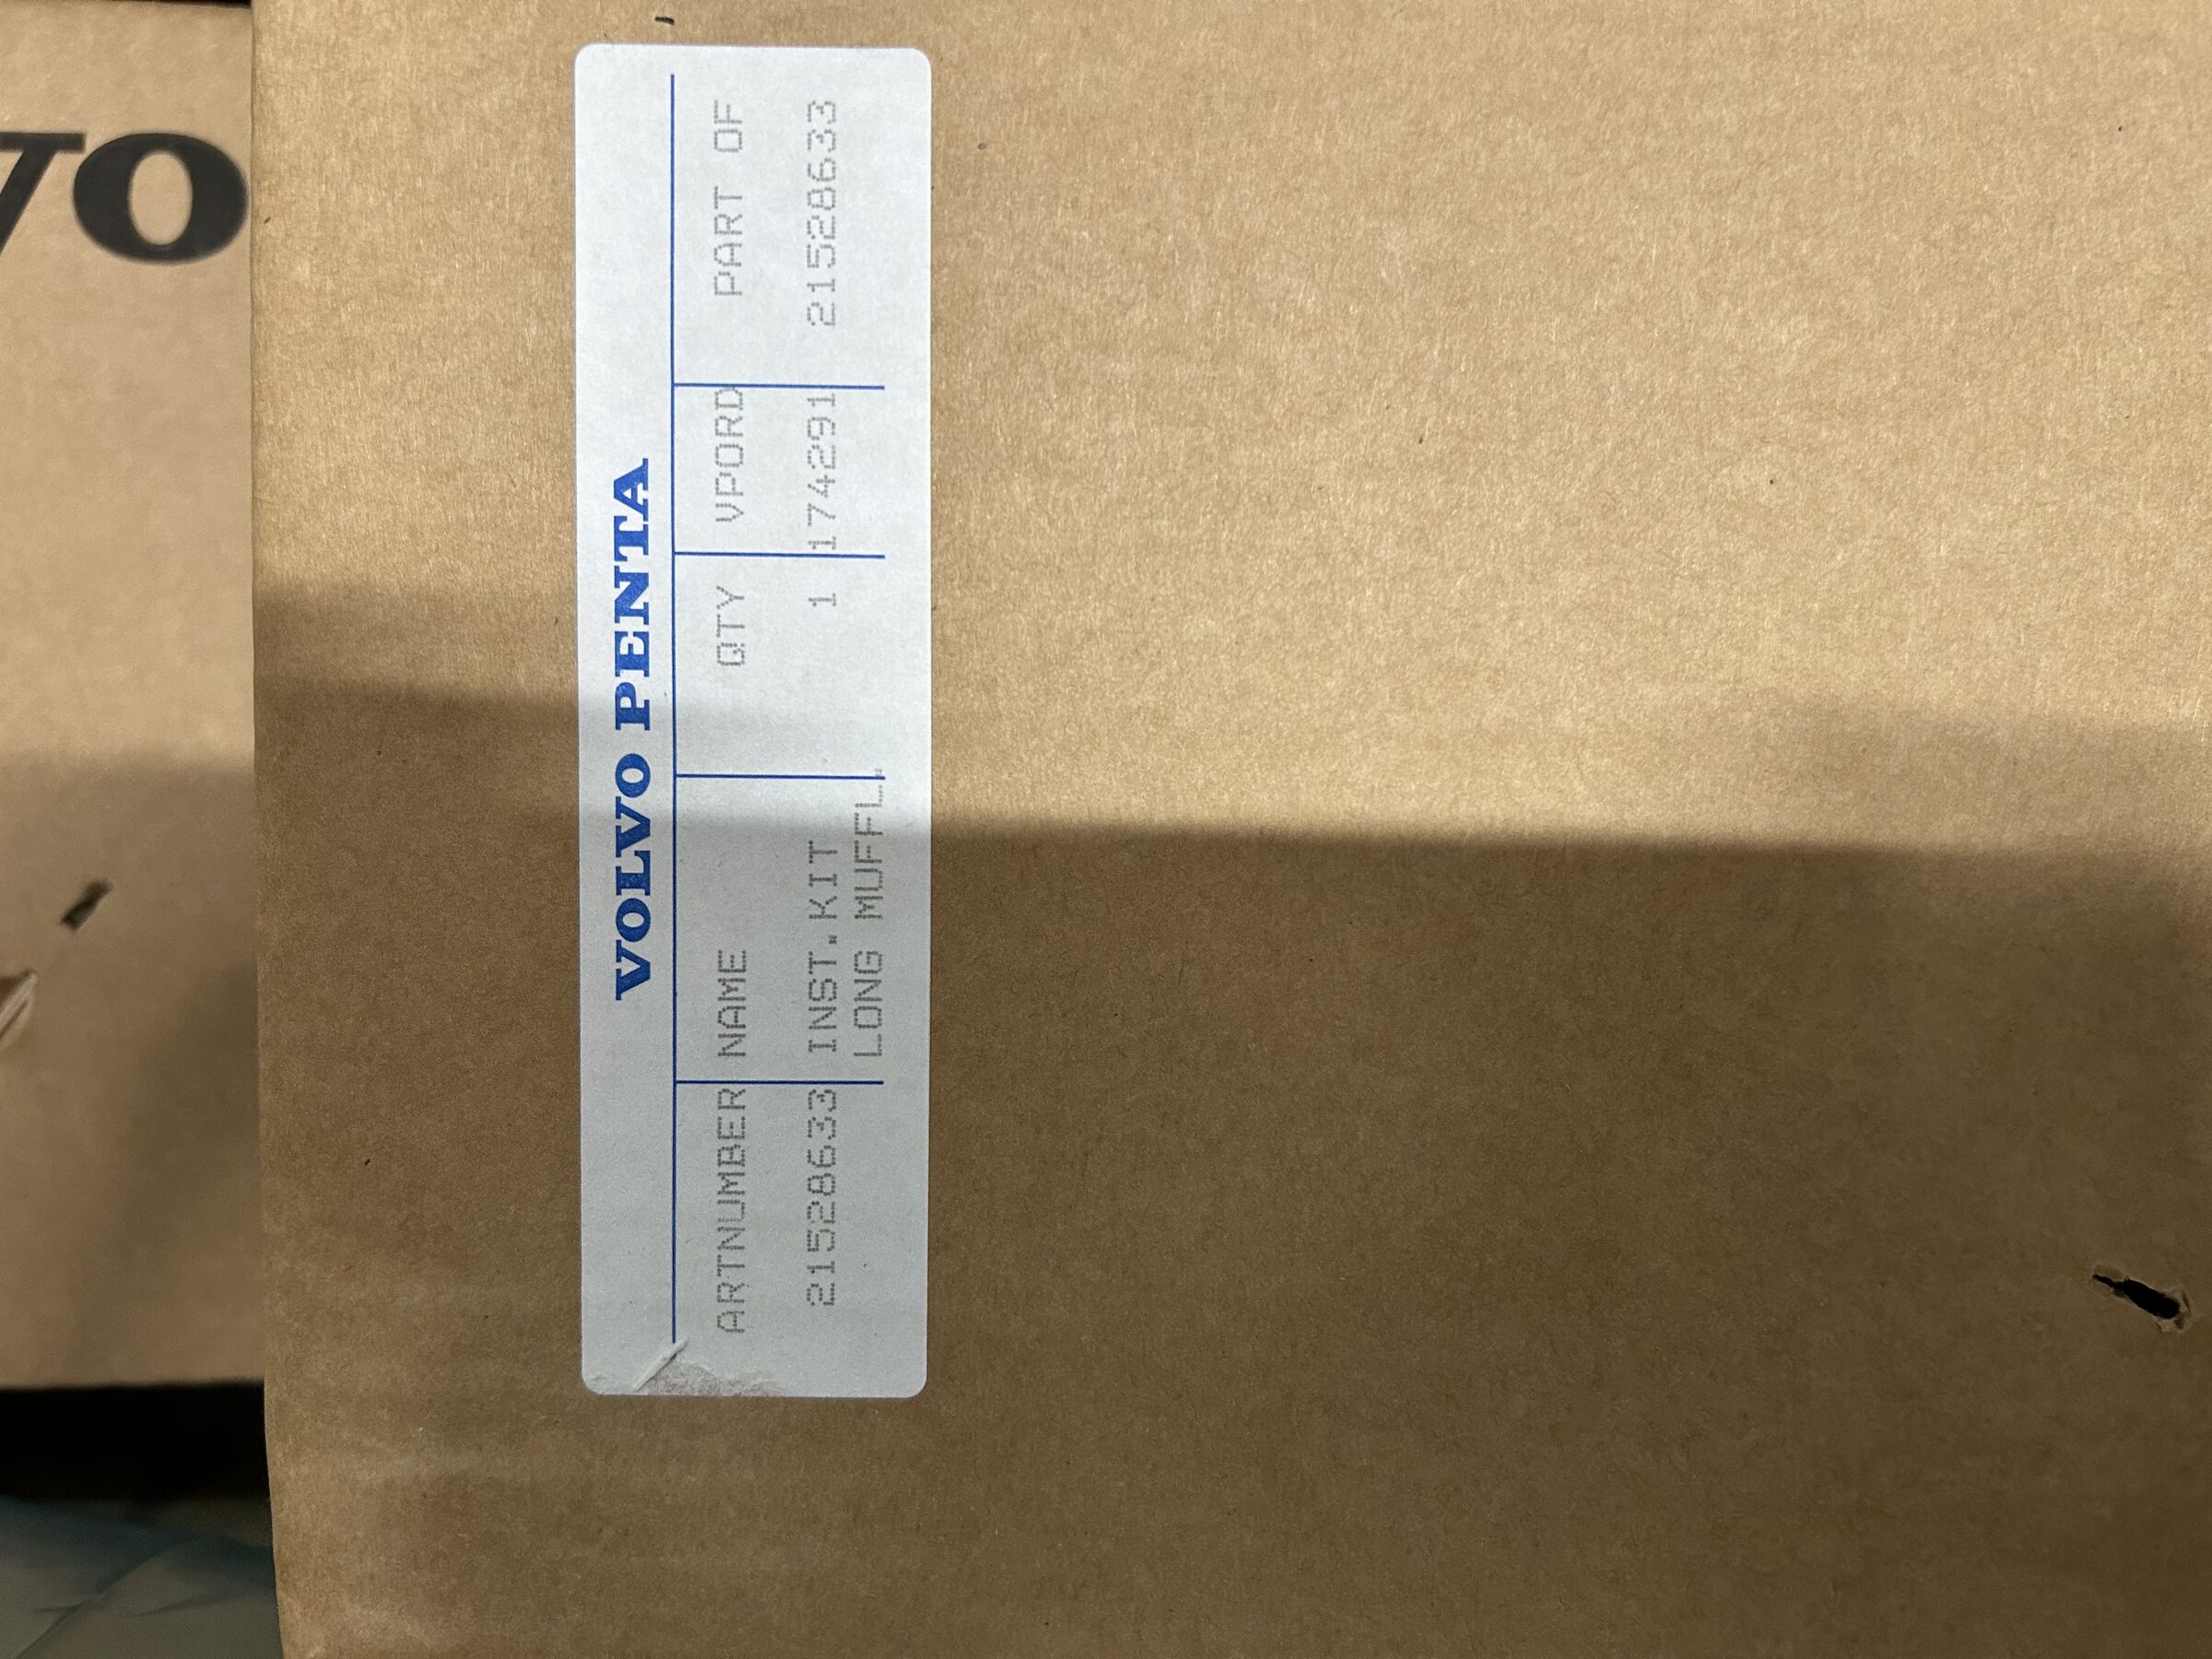 VOLVO PENTA
ARTNUMBER NAME QTY VPORD PART OF
21528633 INST.KIT 1 174291 21528633
LONG MUFFL.
VO